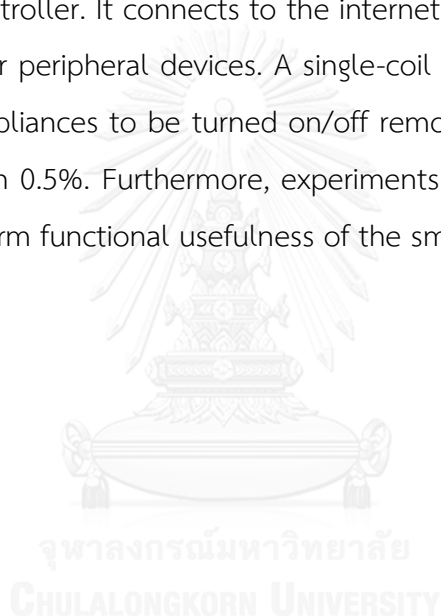 ntroller. It connects to the internet
r peripheral devices. A single-coil
pliances to be turned on/off remo
n 0.5%. Furthermore, experiments
rm functional usefulness of the sm
จุฬาลงกรณ์มหาวิทยาลัย
CHULALONGKORN UNIVERSITY